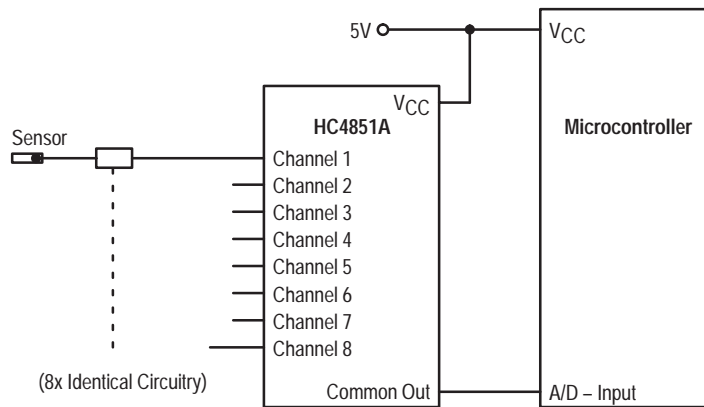 5V
VCC
VCC
HC4851A
Microcontroller
Sensor
Channel 1
Channel 2
Channel 3
Channel 4
Channel 5
Channel 6
Channel 7
Channel 8
(8x Identical Circuitry)
Common Out
A/D – Input